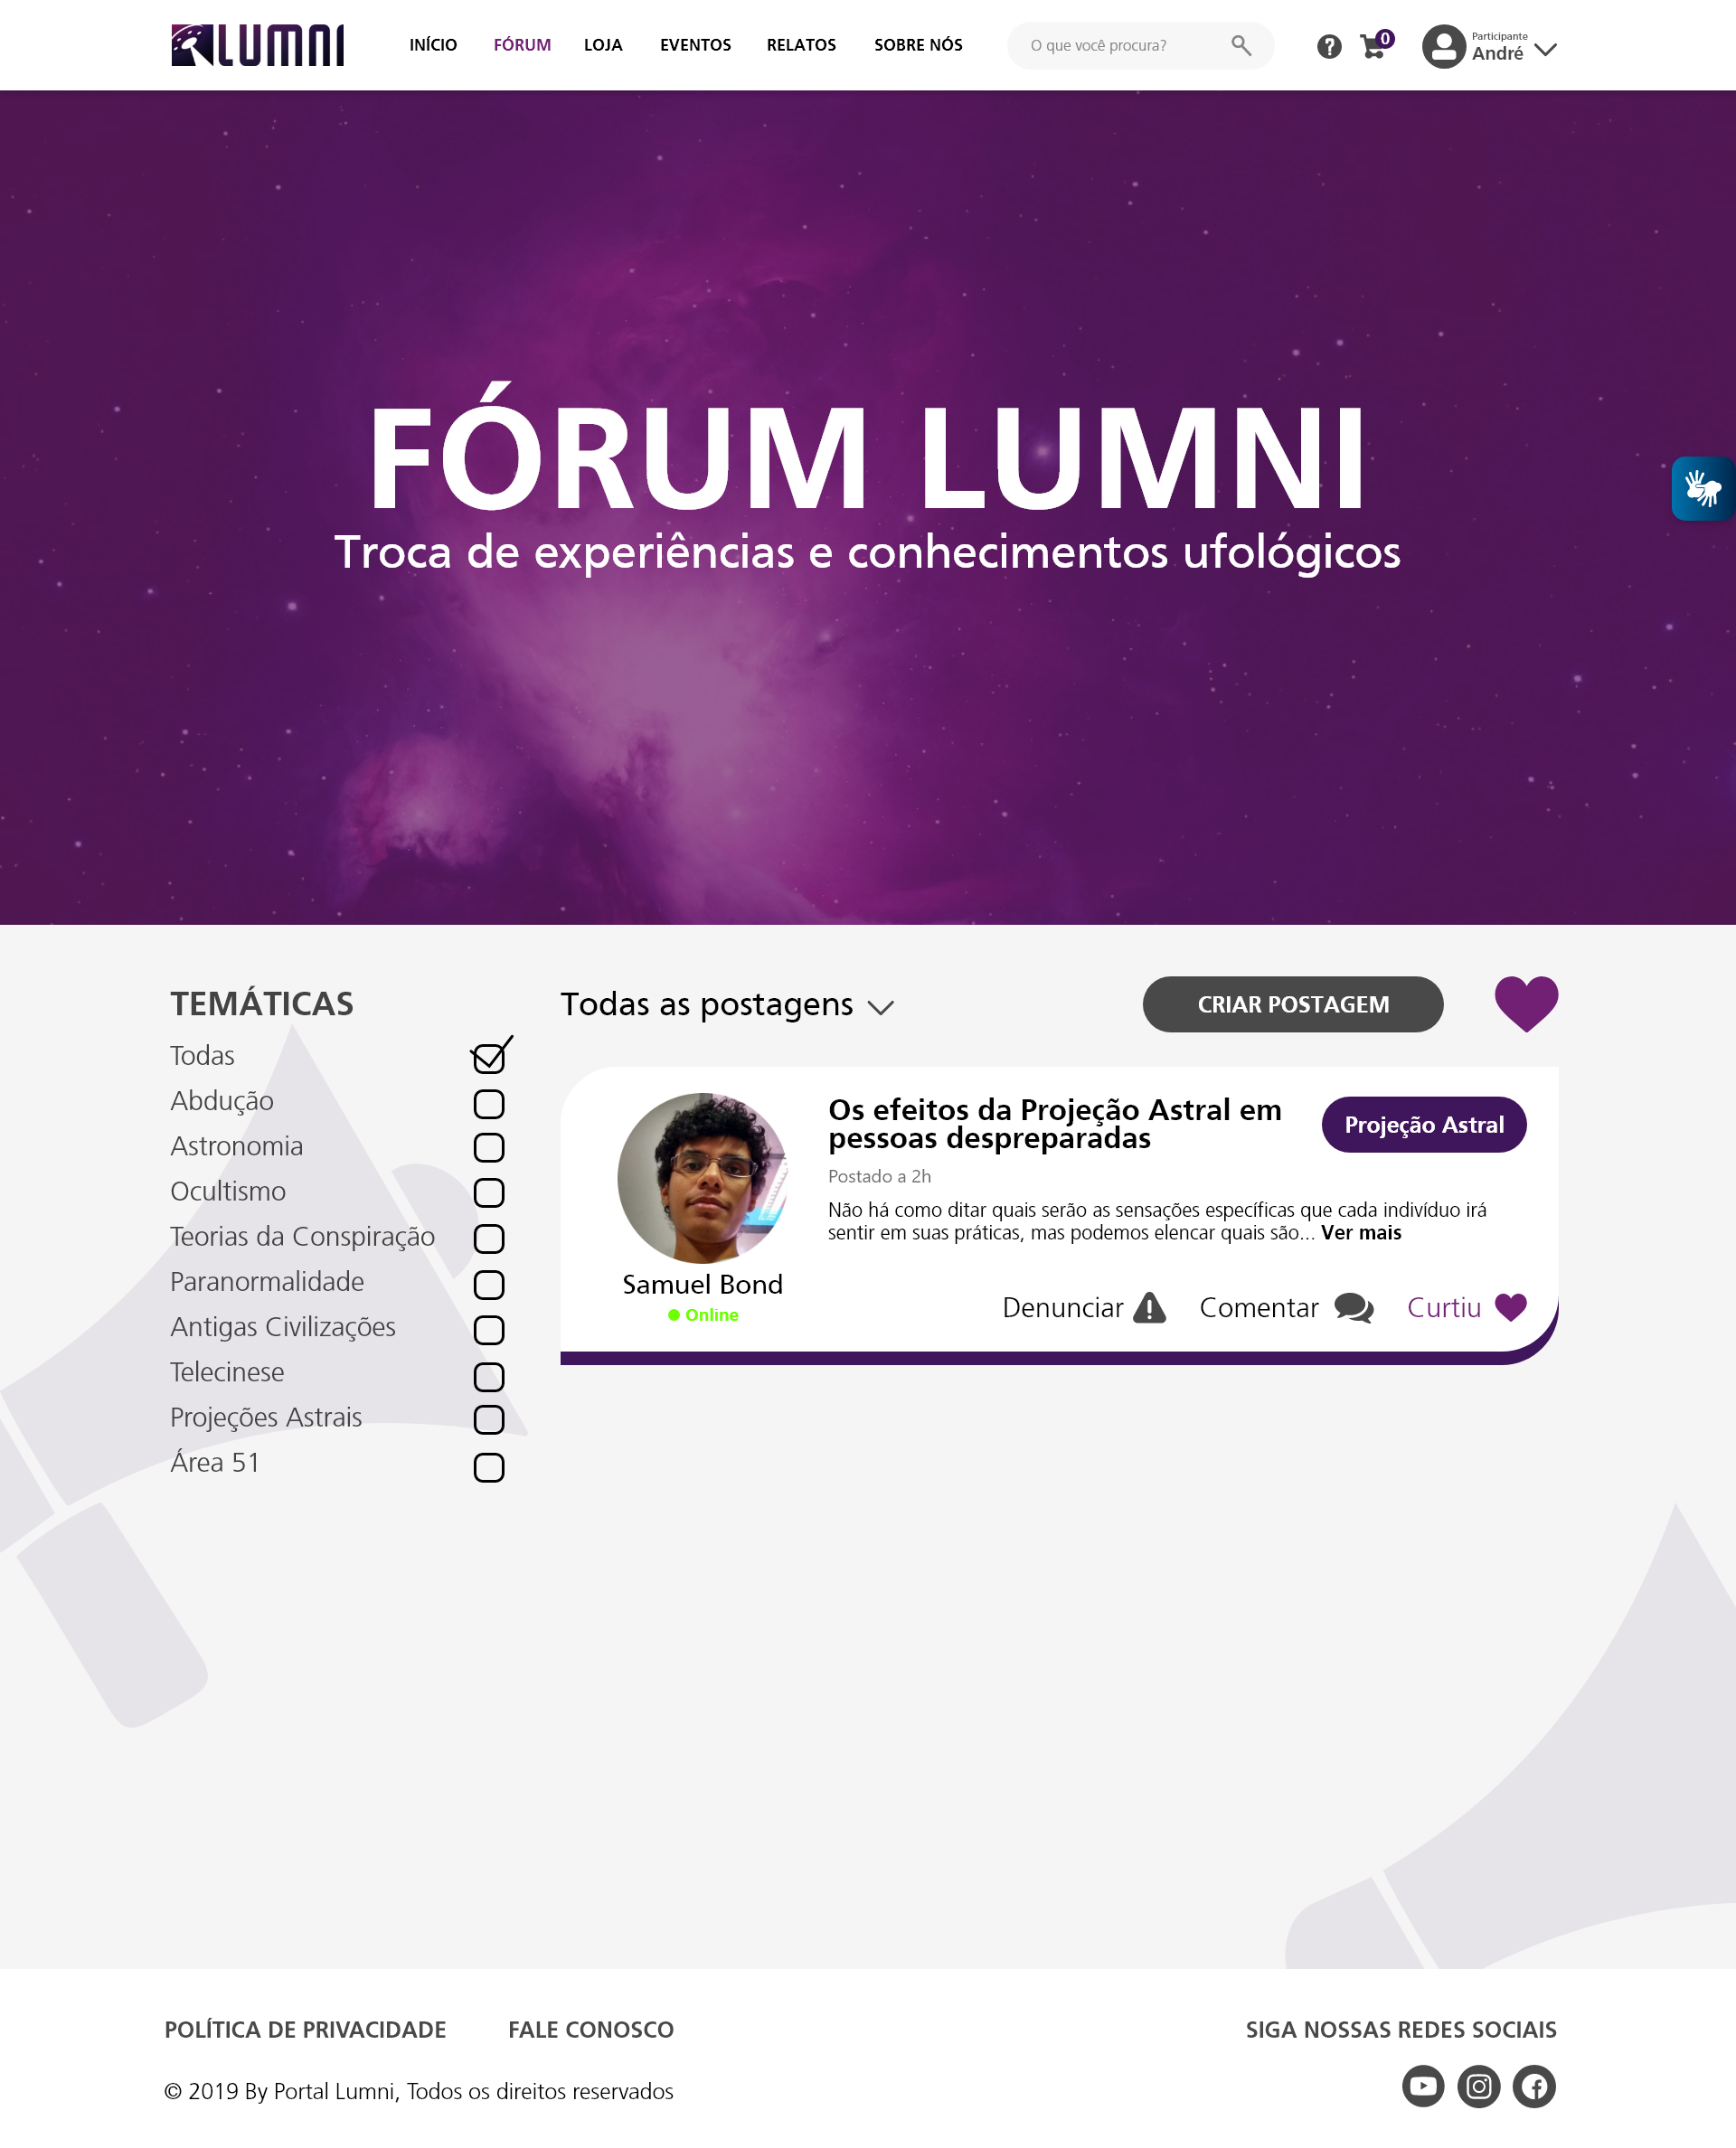 LUMNI
INÍCIO
FÓRUM
LOJA
EVENTOS
RELATOS
SOBRE NÓS
O que você procura?
0
Participante
André
FÓRUM LUMNI
Troca de experiências e conhecimentos ufológicos
TEMÁTICAS
Todas
Abdução
Astronomia
Ocultismo
Teorias da Conspiração
Paranormalidade
Antigas Civilizações
Telecinese
Projeções Astrais
Área 51
Todas as postagens
CRIAR POSTAGEM
Os efeitos da Projeção Astral em
pessoas despreparadas
Projeção Astral
Postado a 2h
Não há como ditar quais serão as sensações específicas que cada indivíduo irá
sentir em suas práticas, mas podemos elencar quais são... Ver mais
Samuel Bond
Online
Denunciar
Comentar
Curtiu
POLÍTICA DE PRIVACIDADE
FALE CONOSCO
SIGA NOSSAS REDES SOCIAIS
© 2019 By Portal Lumni, Todos os direitos reservados